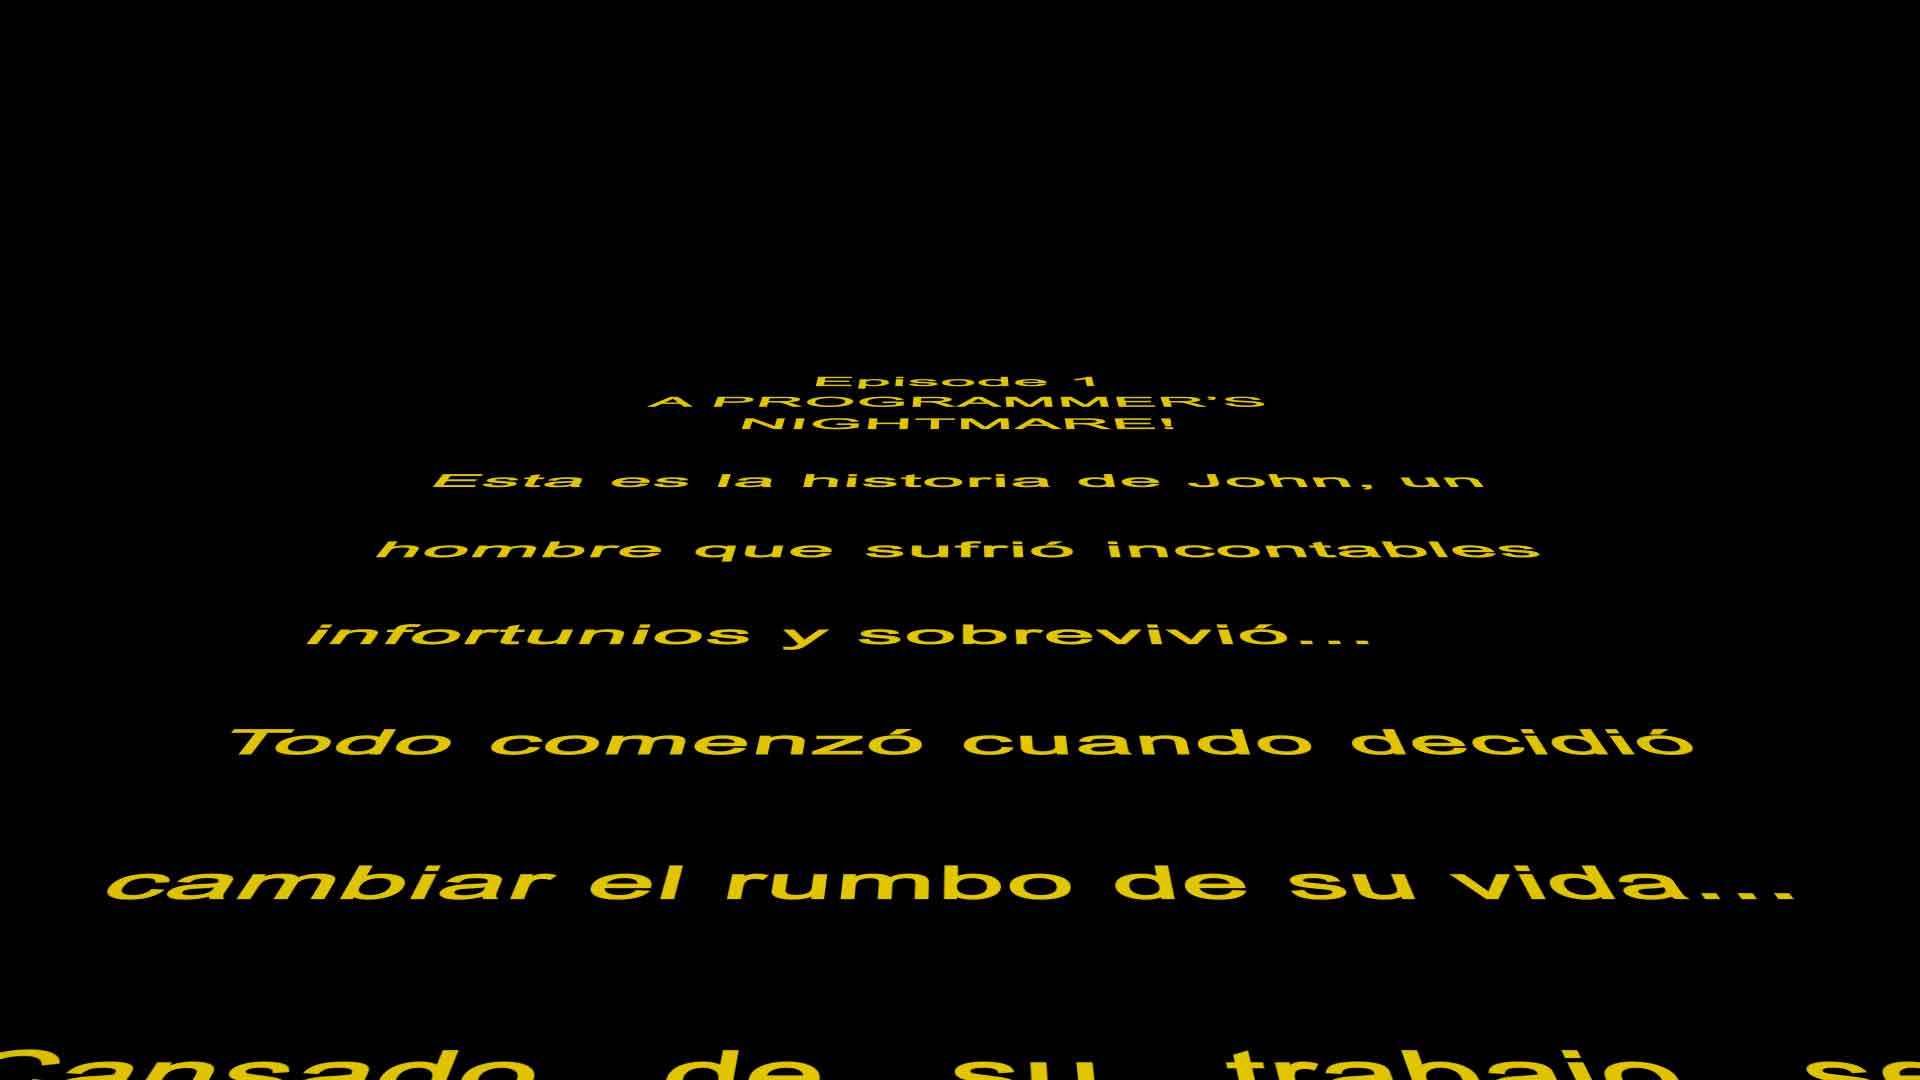 Episode 1
A PROGRAMMER'S
NIGHTMARE!
Esta es la historia de John, un
hombre que sufrió incontables
infortunios y sobrevivió...
Todo comenzó cuando decidió
cambiar el rumbo de su vida...
Cansado de su trabajo